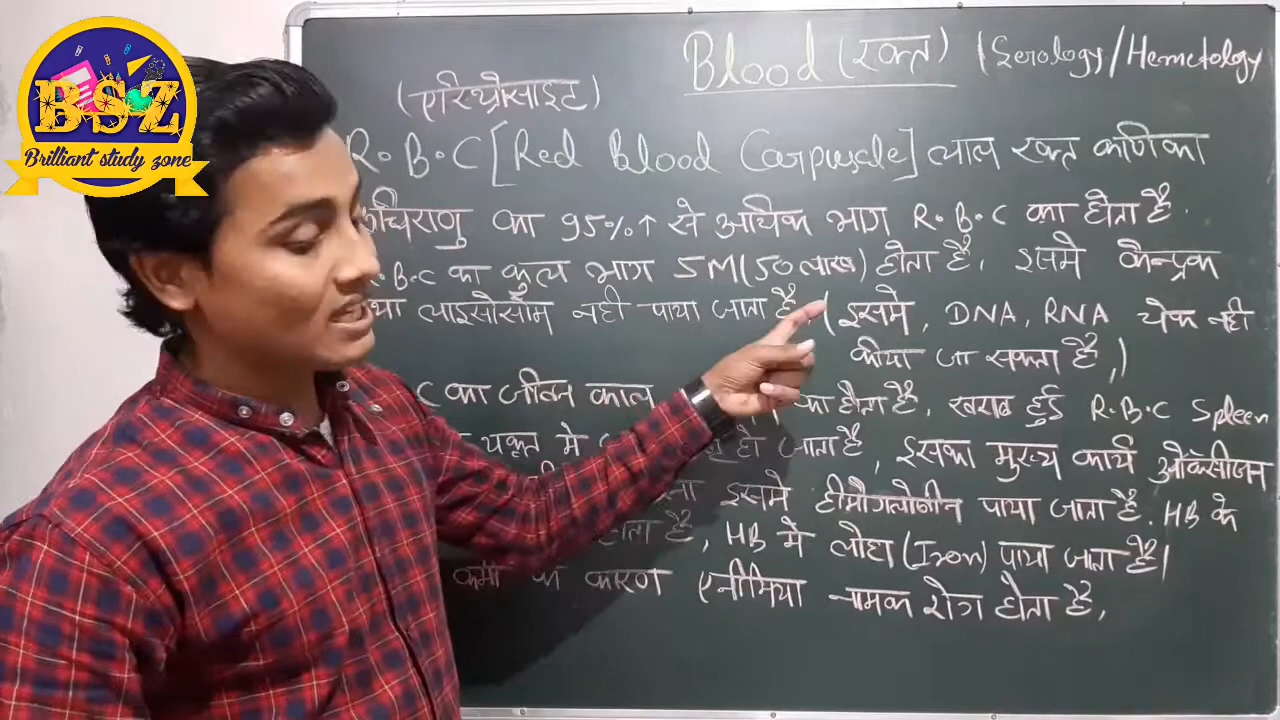 BSZ
Brilliant study zone
Blood (रक्त) (Serology/Hemetology
(एरिथ्रोसाइट)
R.B.C [Red Blood Corpuscle] लाल रक्त कणिका
का 95%↑ से अधिक भाग R.B.C का होता है.
B.C का कुल भाग 5M (50 लाख) होता है. इसमे केन्द्रक
लाइसोसोम नही पाया जाता है. (इसमे, DNA, RNA चेक नही
कीया जा सकता है,)
C का जीवन काल का होता है. खराब हुई R.B.C Spleen
यकृत मे हो जाता है, इसका मुख्य कार्य ऑक्सीजन
इसमे हीमोग्लोबीन पाया जाता है. HB के
होता है, HB मे लोहा (Iron) पाया जाता है।
कमी के कारण एनीमिया नामक रोग होता है,